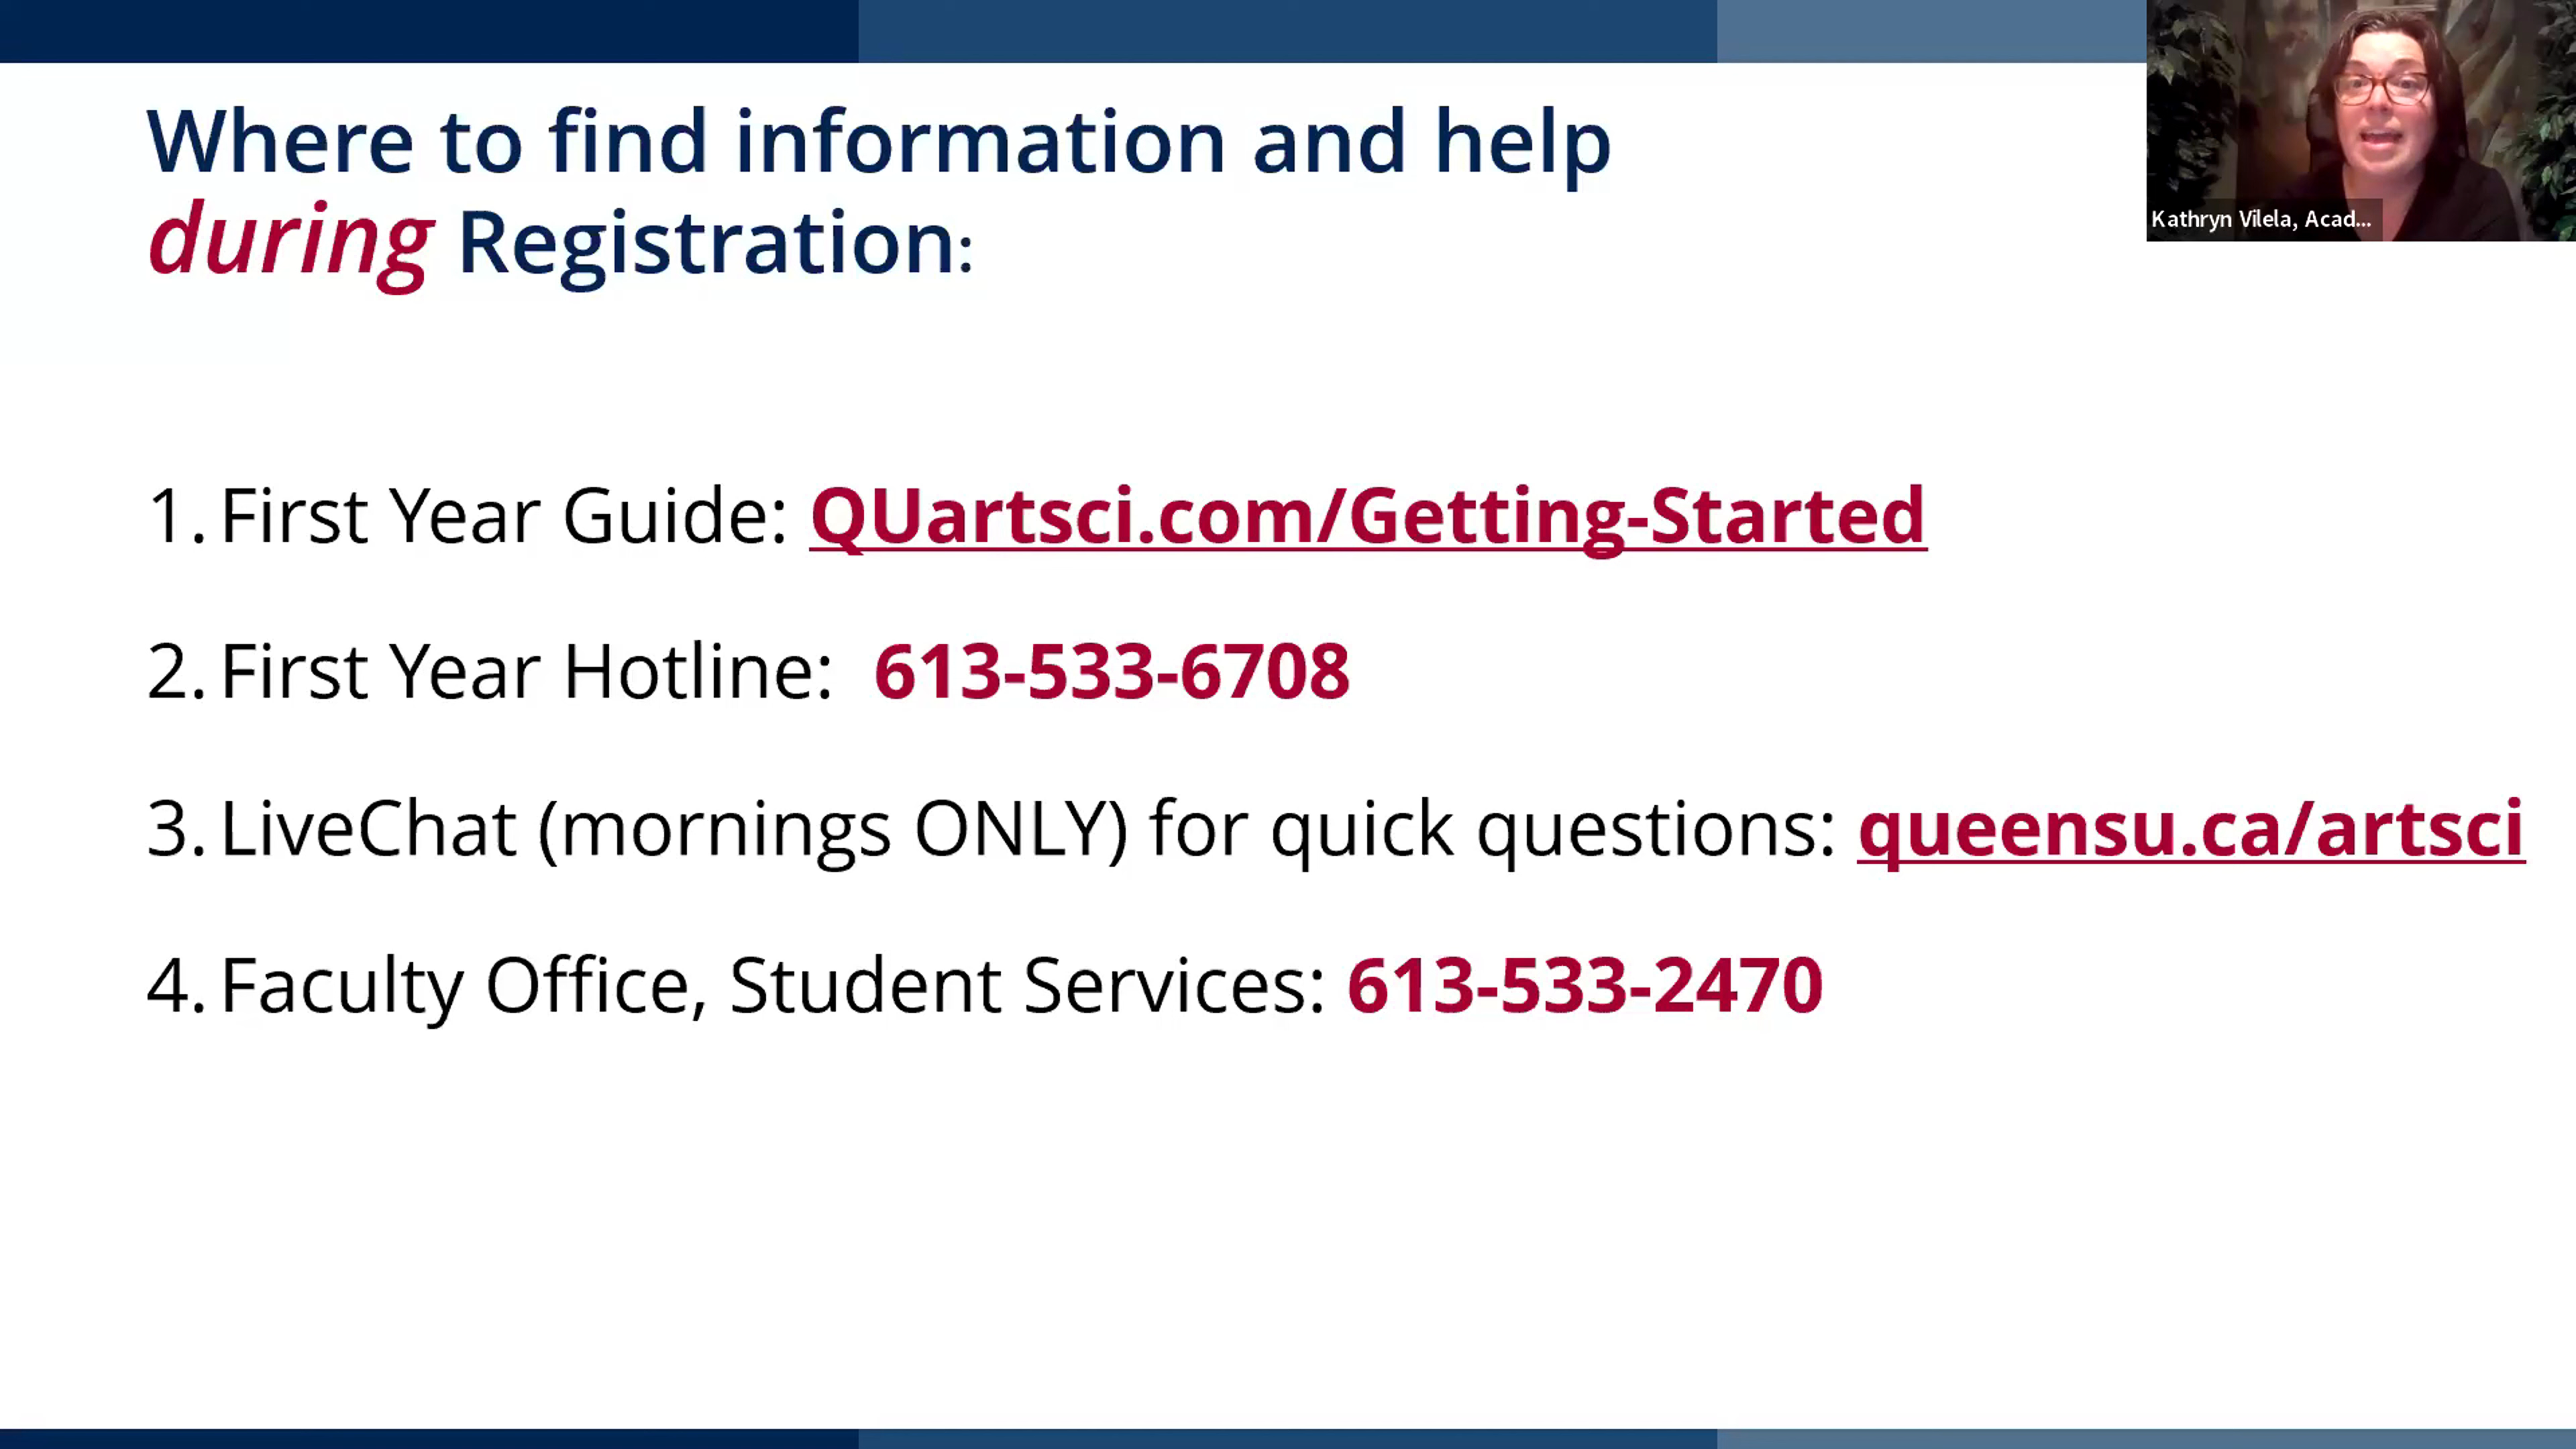 Where to find information and help
during Registration:
Kathryn Vilela, Acad...
1. First Year Guide: QUartsci.com/Getting-Started
2. First Year Hotline: 613-533-6708
3. LiveChat (mornings ONLY) for quick questions: queensu.ca/artsci
4. Faculty Office, Student Services: 613-533-2470